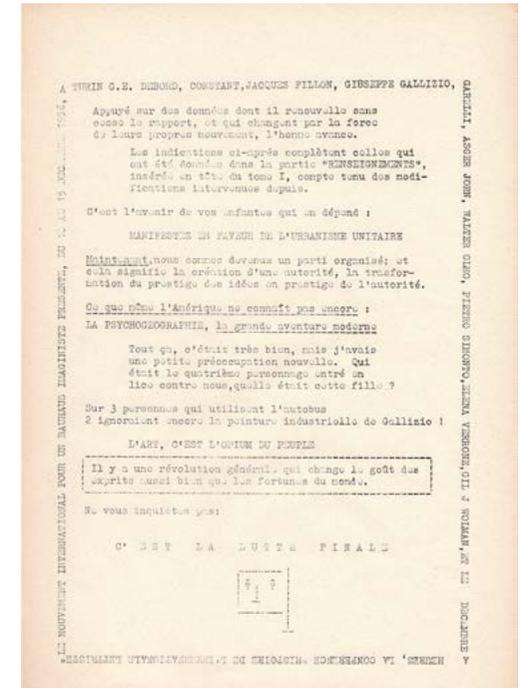 A TURIN G.E. DEBORD, CONSTANT, JACQUES FILLON, GIUSEPPE GALLIZIO,
GARELLI, ASGER JORN, WALTER OLMO, PIETRO SIMONTO, ELENA VERRONE, GIL J WOLMAN, ET LE DECEMBRE A
HEURES, LA CONFERENCE "HISTOIRE DE L'INTERNATIONALE LETTRISTE".
LE MOUVEMENT INTERNATIONAL POUR UN BAUHAUS IMAGINISTE PRESENTE, DU 10 AU 15 DECEMBRE 1956,
Appuyé sur des données dont il renouvelle sans
cesse le rapport, et qui changent par la force
de leurs propres mouvement, l'homme avance.
Les indications ci-après complètent celles qui
ont été données dans la partie "RENSEIGNEMENTS",
insérée en tête du tome I, compte tenu des modi-
fications intervenues depuis.
C'est l'avenir de vos enfants qui en dépend :
MANIFESTEZ EN FAVEUR DE L'URBANISME UNITAIRE
Maintenant, nous sommes devenus un parti organisé; et
cela signifie la création d'une autorité, la transfor-
mation du prestige des idées en prestige de l'autorité.
Ce que même l'Amérique ne connaît pas encore :
LA PSYCHOGEOGRAPHIE, la grande aventure moderne
Tout ça, c'était très bien, mais j'avais
une petite préoccupation nouvelle. Qui
était le quatrième personnage entré en
lice contre nous, quelle était cette fille ?
Sur 3 personnes qui utilisent l'autobus
2 ignorent encore la peinture industrielle de Gallizio !
L'ART, C'EST L'OPIUM DU PEUPLE
Il y a une révolution générale qui change le goût des
esprits aussi bien que les fortunes du monde.
Ne vous inquiétez pas:
C' EST LA LUTTE FINALE